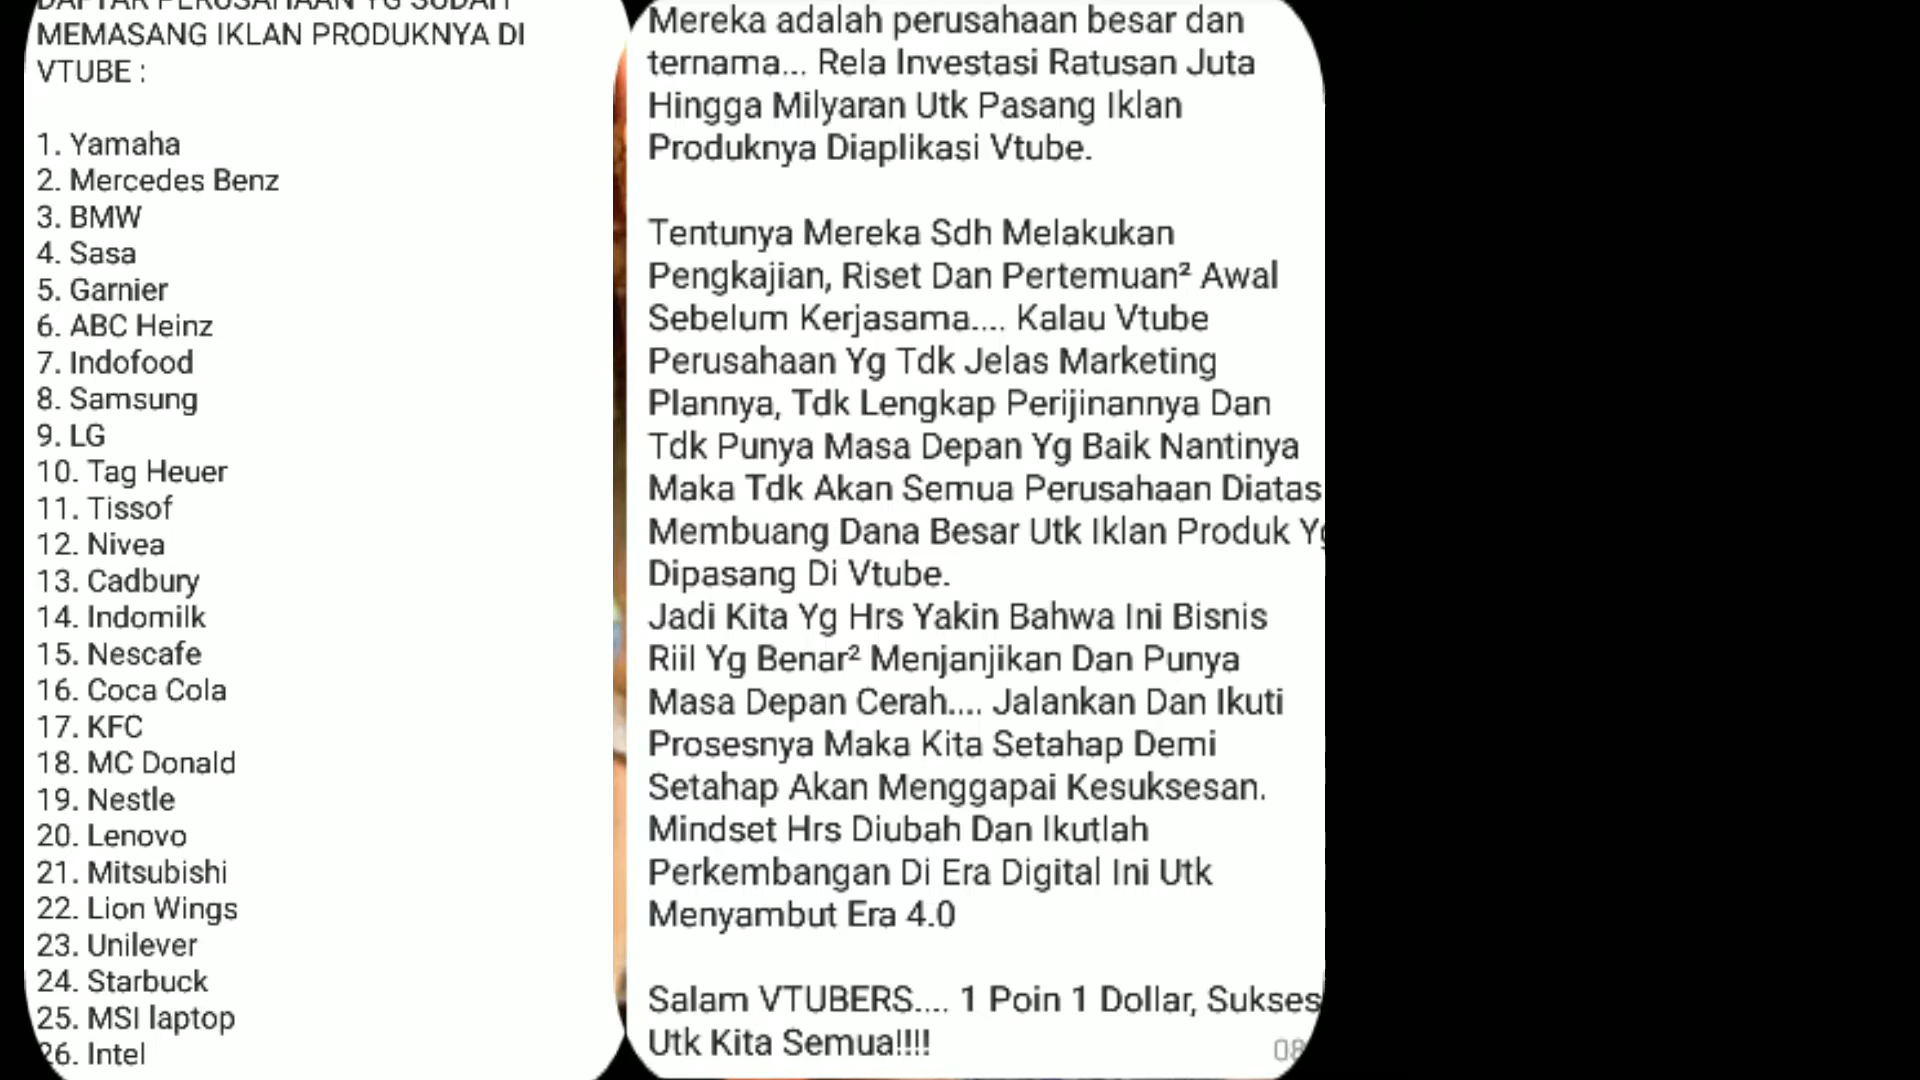 DAFTAR PERUSAHAAN YG SUDAH
MEMASANG IKLAN PRODUKNYA DI
VTUBE :
1. Yamaha
2. Mercedes Benz
3. BMW
4. Sasa
5. Garnier
6. ABC Heinz
7. Indofood
8. Samsung
9. LG
10. Tag Heuer
11. Tissof
12. Nivea
13. Cadbury
14. Indomilk
15. Nescafe
16. Coca Cola
17. KFC
18. MC Donald
19. Nestle
20. Lenovo
21. Mitsubishi
22. Lion Wings
23. Unilever
24. Starbuck
25. MSI laptop
26. Intel
Mereka adalah perusahaan besar dan
ternama... Rela Investasi Ratusan Juta
Hingga Milyaran Utk Pasang Iklan
Produknya Diaplikasi Vtube.
Tentunya Mereka Sdh Melakukan
Pengkajian, Riset Dan Pertemuan² Awal
Sebelum Kerjasama.... Kalau Vtube
Perusahaan Yg Tdk Jelas Marketing
Plannya, Tdk Lengkap Perijinannya Dan
Tdk Punya Masa Depan Yg Baik Nantinya
Maka Tdk Akan Semua Perusahaan Diatas
Membuang Dana Besar Utk Iklan Produk Yg
Dipasang Di Vtube.
Jadi Kita Yg Hrs Yakin Bahwa Ini Bisnis
Riil Yg Benar² Menjanjikan Dan Punya
Masa Depan Cerah.... Jalankan Dan Ikuti
Prosesnya Maka Kita Setahap Demi
Setahap Akan Menggapai Kesuksesan.
Mindset Hrs Diubah Dan Ikutlah
Perkembangan Di Era Digital Ini Utk
Menyambut Era 4.0
Salam VTUBERS.... 1 Poin 1 Dollar, Sukses
Utk Kita Semua!!!!